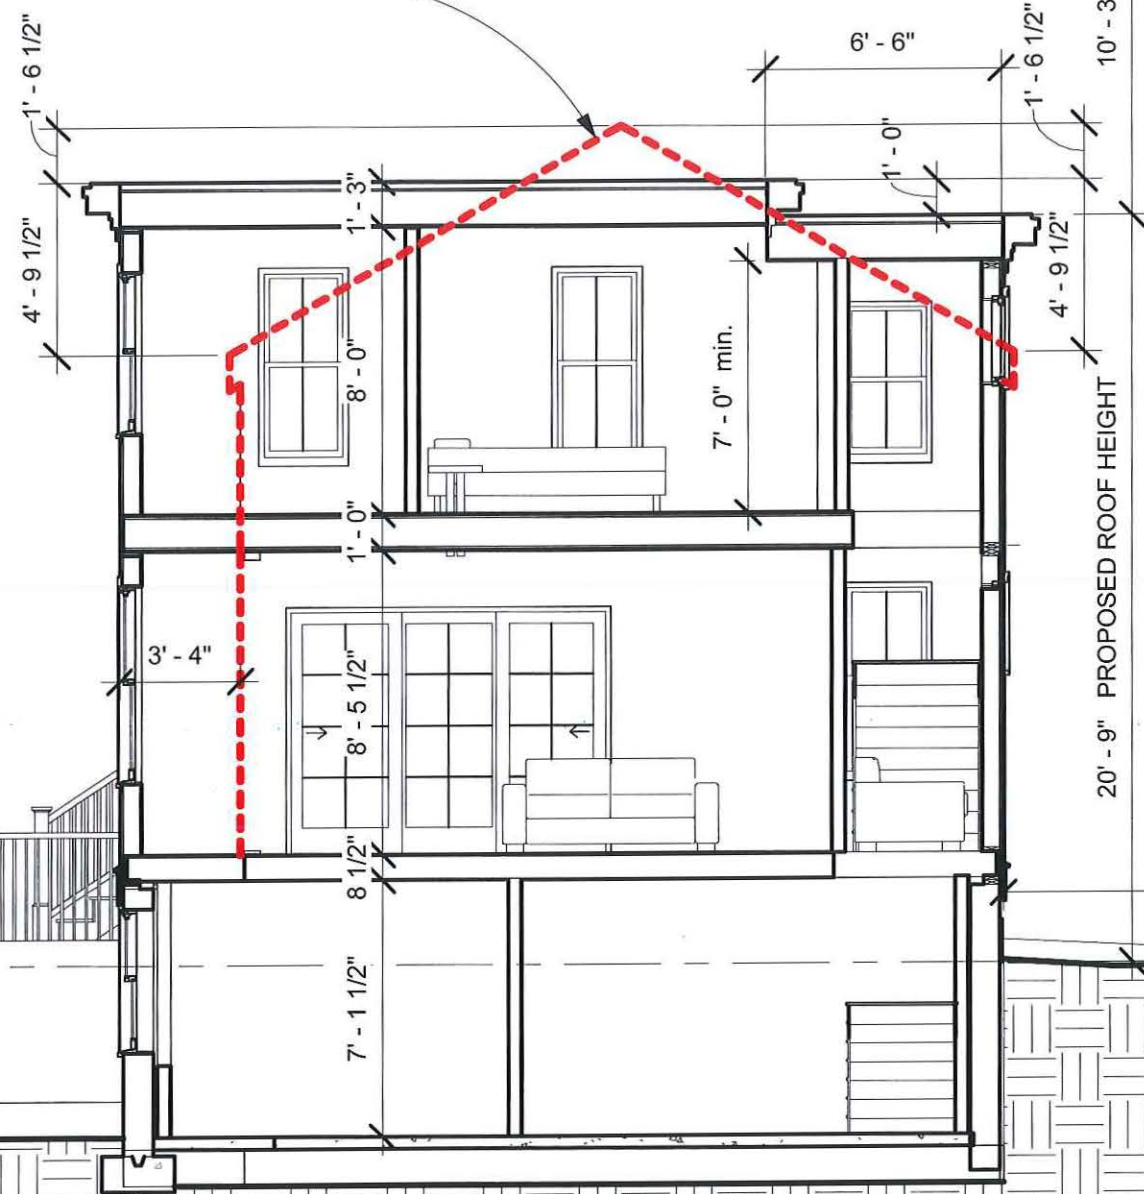 1' - 6 1/2"
6' - 6"
1' - 6 1/2"
10' - 3
1' - 0"
1' - 3"
4' - 9 1/2"
4' - 9 1/2"
8' - 0"
7' - 0" min.
1' - 0"
3' - 4"
8' - 5 1/2"
20' - 9" PROPOSED ROOF HEIGHT
8 1/2"
7' - 1 1/2"